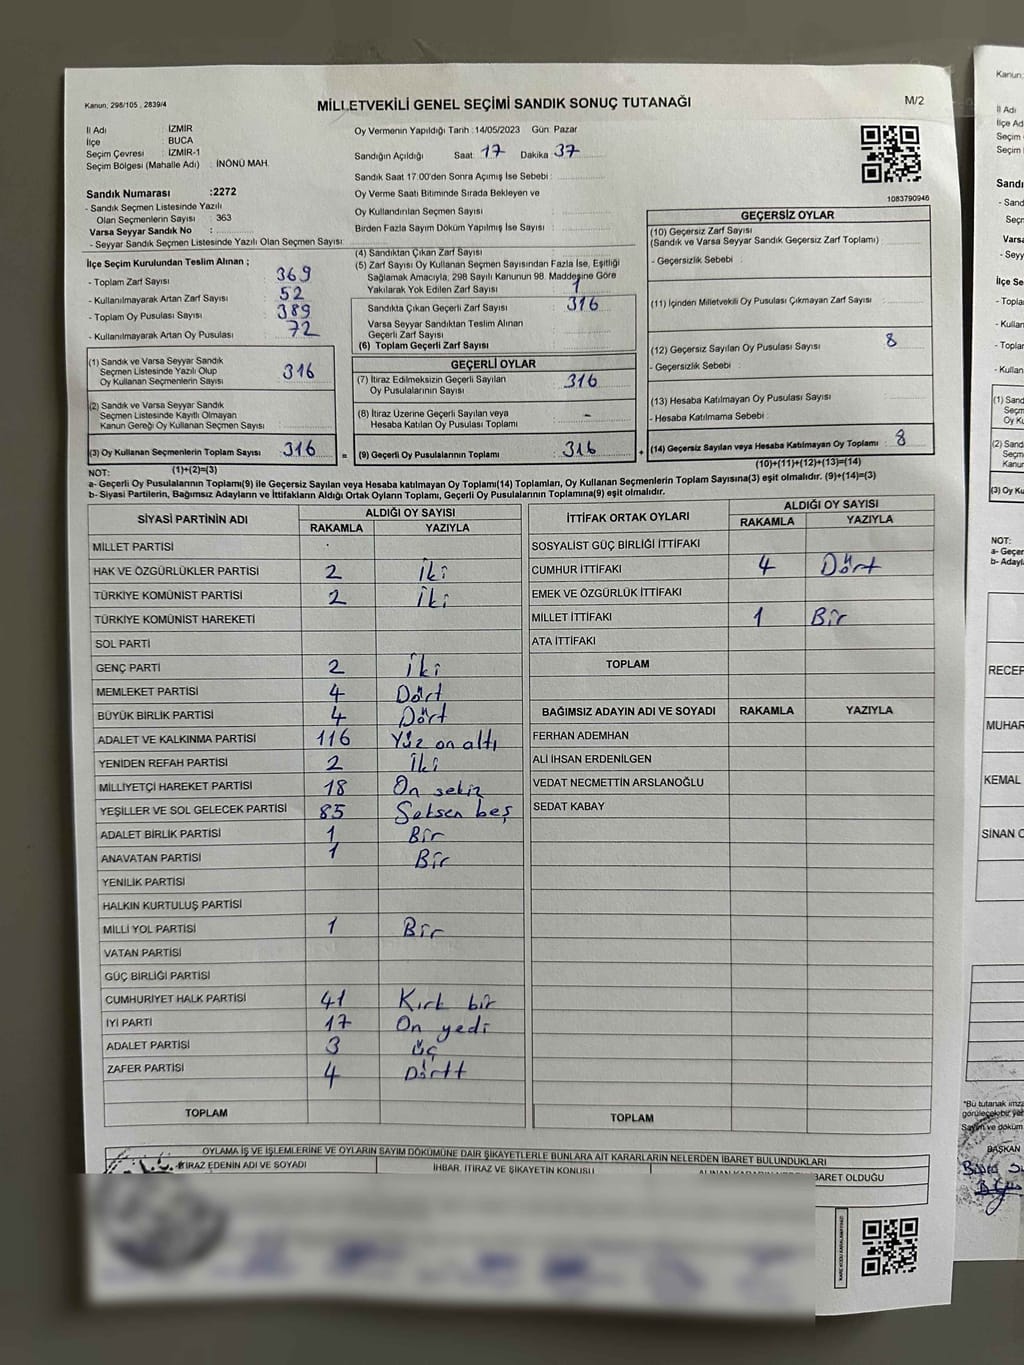 Kanun; 298/105 , 2839/4
MİLLETVEKİLİ GENEL SEÇİMİ SANDIK SONUÇ TUTANAĞI
M/2
İl Adı : İZMİR
İlçe : BUCA
Seçim Çevresi : İZMİR-1
Seçim Bölgesi (Mahalle Adı) : İNÖNÜ MAH.
Sandık Numarası :2272
- Sandık Seçmen Listesinde Yazılı
Olan Seçmenlerin Sayısı : 363
Varsa Seyyar Sandık No :
- Seyyar Sandık Seçmen Listesinde Yazılı Olan Seçmen Sayısı:
Oy Vermenin Yapıldığı Tarih :14/05/2023 Gün: Pazar
Sandığın Açıldığı Saat: 17 Dakika 37
Sandık Saat 17:00'den Sonra Açılmış İse Sebebi :
Oy Verme Saati Bitiminde Sırada Bekleyen ve
Oy Kullandırılan Seçmen Sayısı :
Birden Fazla Sayım Döküm Yapılmış İse Sayısı :
1083790946
İlçe Seçim Kurulundan Teslim Alınan ;
- Toplam Zarf Sayısı : 369
- Kullanılmayarak Artan Zarf Sayısı : 52
- Toplam Oy Pusulası Sayısı : 389
- Kullanılmayarak Artan Oy Pusulası : 72
(1) Sandık ve Varsa Seyyar Sandık
Seçmen Listesinde Yazılı Olup
Oy Kullanan Seçmenlerin Sayısı : 316
(2) Sandık ve Varsa Seyyar Sandık
Seçmen Listesinde Kayıtlı Olmayan
Kanun Gereği Oy Kullanan Seçmen Sayısı :
(3) Oy Kullanan Seçmenlerin Toplam Sayısı : 316
(4) Sandıktan Çıkan Zarf Sayısı :
(5) Zarf Sayısı Oy Kullanan Seçmen Sayısından Fazla İse, Eşitliği
Sağlamak Amacıyla; 298 Sayılı Kanunun 98. Maddesine Göre
Yakılarak Yok Edilen Zarf Sayısı : 1
Sandıkta Çıkan Geçerli Zarf Sayısı : 316
Varsa Seyyar Sandıktan Teslim Alınan
Geçerli Zarf Sayısı :
(6) Toplam Geçerli Zarf Sayısı :
GEÇERLİ OYLAR
(7) İtiraz Edilmeksizin Geçerli Sayılan
Oy Pusulalarının Sayısı : 316
(8) İtiraz Üzerine Geçerli Sayılan veya
Hesaba Katılan Oy Pusulası Toplamı : -
= (9) Geçerli Oy Pusulalarının Toplamı : 316
GEÇERSİZ OYLAR
(10) Geçersiz Zarf Sayısı
(Sandık ve Varsa Seyyar Sandık Geçersiz Zarf Toplamı) :
- Geçersizlik Sebebi :
(11) İçinden Milletvekili Oy Pusulası Çıkmayan Zarf Sayısı :
(12) Geçersiz Sayılan Oy Pusulası Sayısı : 8
- Geçersizlik Sebebi :
(13) Hesaba Katılmayan Oy Pusulası Sayısı :
- Hesaba Katılmama Sebebi :
+ (14) Geçersiz Sayılan veya Hesaba Katılmayan Oy Toplamı : 8
NOT: (1)+(2)=(3) (10)+(11)+(12)+(13)=(14)
a- Geçerli Oy Pusulalarının Toplamı(9) ile Geçersiz Sayılan veya Hesaba katılmayan Oy Toplamı(14) Toplamları, Oy Kullanan Seçmenlerin Toplam Sayısına(3) eşit olmalıdır. (9)+(14)=(3)
b- Siyasi Partilerin, Bağımsız Adayların ve İttifakların Aldığı Ortak Oyların Toplamı, Geçerli Oy Pusulalarının Toplamına(9) eşit olmalıdır.
SİYASİ PARTİNİN ADI ALDIĞI OY SAYISI
RAKAMLA YAZIYLA
MİLLET PARTİSİ
HAK VE ÖZGÜRLÜKLER PARTİSİ 2 İki
TÜRKİYE KOMÜNİST PARTİSİ 2 İki
TÜRKİYE KOMÜNİST HAREKETİ
SOL PARTİ
GENÇ PARTİ 2 İki
MEMLEKET PARTİSİ 4 Dört
BÜYÜK BİRLİK PARTİSİ 4 Dört
ADALET VE KALKINMA PARTİSİ 116 Yüz on altı
YENİDEN REFAH PARTİSİ 2 İki
MİLLİYETÇİ HAREKET PARTİSİ 18 On sekiz
YEŞİLLER VE SOL GELECEK PARTİSİ 85 Seksen beş
ADALET BİRLİK PARTİSİ 1 Bir
ANAVATAN PARTİSİ 1 Bir
YENİLİK PARTİSİ
HALKIN KURTULUŞ PARTİSİ
MİLLİ YOL PARTİSİ 1 Bir
VATAN PARTİSİ
GÜÇ BİRLİĞİ PARTİSİ
CUMHURİYET HALK PARTİSİ 41 Kırk bir
İYİ PARTİ 17 On yedi
ADALET PARTİSİ 3 üç
ZAFER PARTİSİ 4 Dörtt
TOPLAM
İTTİFAK ORTAK OYLARI ALDIĞI OY SAYISI
RAKAMLA YAZIYLA
SOSYALİST GÜÇ BİRLİĞİ İTTİFAKI
CUMHUR İTTİFAKI 4 Dört
EMEK VE ÖZGÜRLÜK İTTİFAKI
MİLLET İTTİFAKI 1 Bir
ATA İTTİFAKI
TOPLAM
BAĞIMSIZ ADAYIN ADI VE SOYADI RAKAMLA YAZIYLA
FERHAN ADEMHAN
ALİ İHSAN ERDENİLGEN
VEDAT NECMETTİN ARSLANOĞLU
SEDAT KABAY
TOPLAM
OYLAMA İŞ VE İŞLEMLERİNE VE OYLARIN SAYIM DÖKÜMÜNE DAİR ŞİKAYETLERLE BUNLARA AİT KARARLARIN NELERDEN İBARET BULUNDUKLARI
İTİRAZ EDENİN ADI VE SOYADI İHBAR, İTİRAZ VE ŞİKAYETİN KONUSU
Kanun;
İl Adı
İlçe Ad
Seçim
Seçim
NOT:
RECEP
MUHAR
KEMAL
SİNAN O
*Bu tutanak imza
BAŞKAN